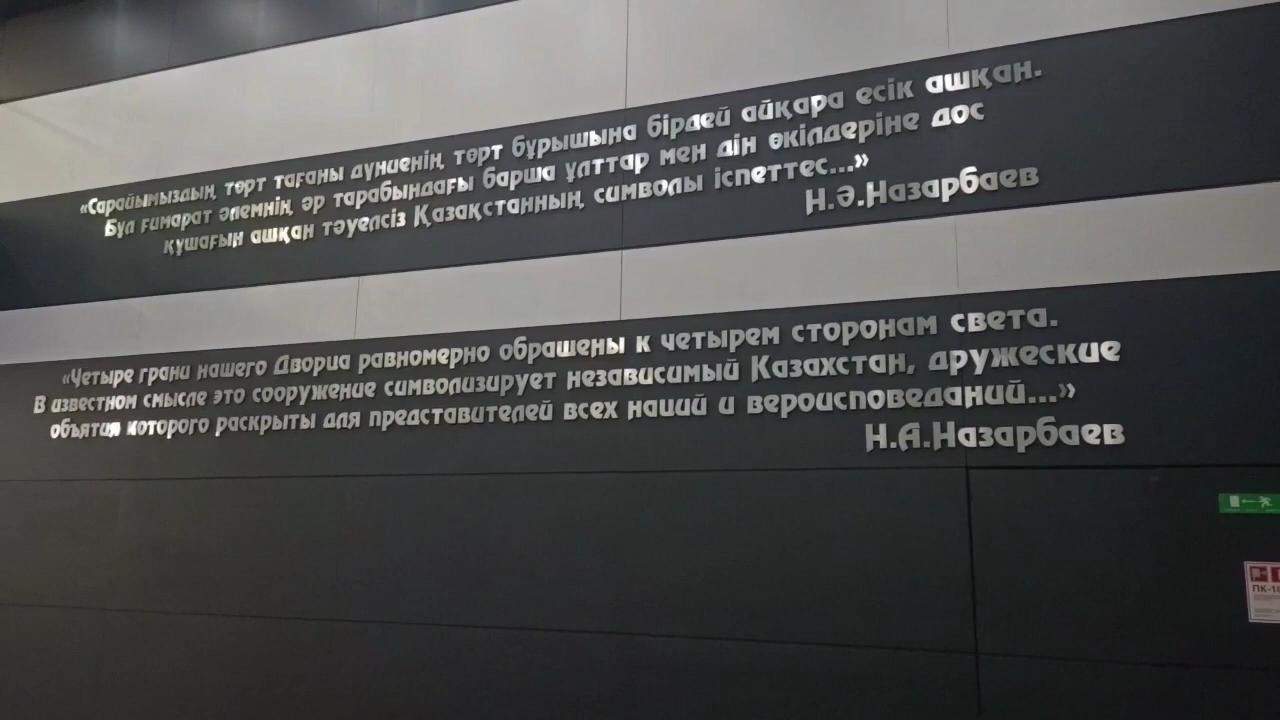 «Сарайымыздың төрт тағаны дүниенің төрт бұрышына бірдей айқара есік ашқан.
Бұл ғимарат әлемнің әр тарабындағы барша ұлттар мен дін өкілдеріне дос
құшағын ашқан тәуелсіз Қазақстанның символы іспеттес...»
Н.Ә.Назарбаев
«Четыре грани нашего Дворца равномерно обращены к четырем сторонам света.
В известном смысле это сооружение символизирует независимый Казахстан, дружеские
объятия которого раскрыты для представителей всех наций и вероисповеданий...»
Н.А.Назарбаев